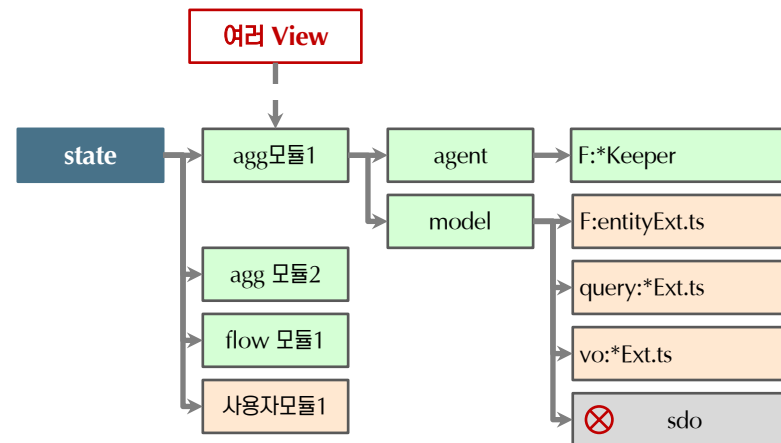 여러 View
state
agg모듈1
agent
F:*Keeper
model
F:entityExt.ts
agg 모듈2
query:*Ext.ts
flow 모듈1
vo:*Ext.ts
사용자모듈1
sdo